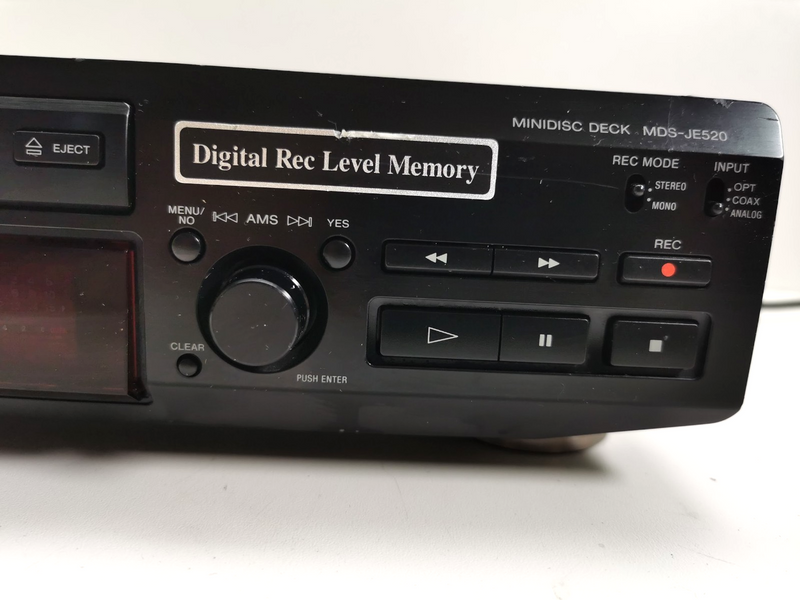 EJECT
Digital Rec Level Memory
MINIDISC DECK MDS-JE520
REC MODE
STEREO
MONO
INPUT
OPT
COAX
ANALOG
MENU/
NO
AMS
YES
REC
CLEAR
PUSH ENTER